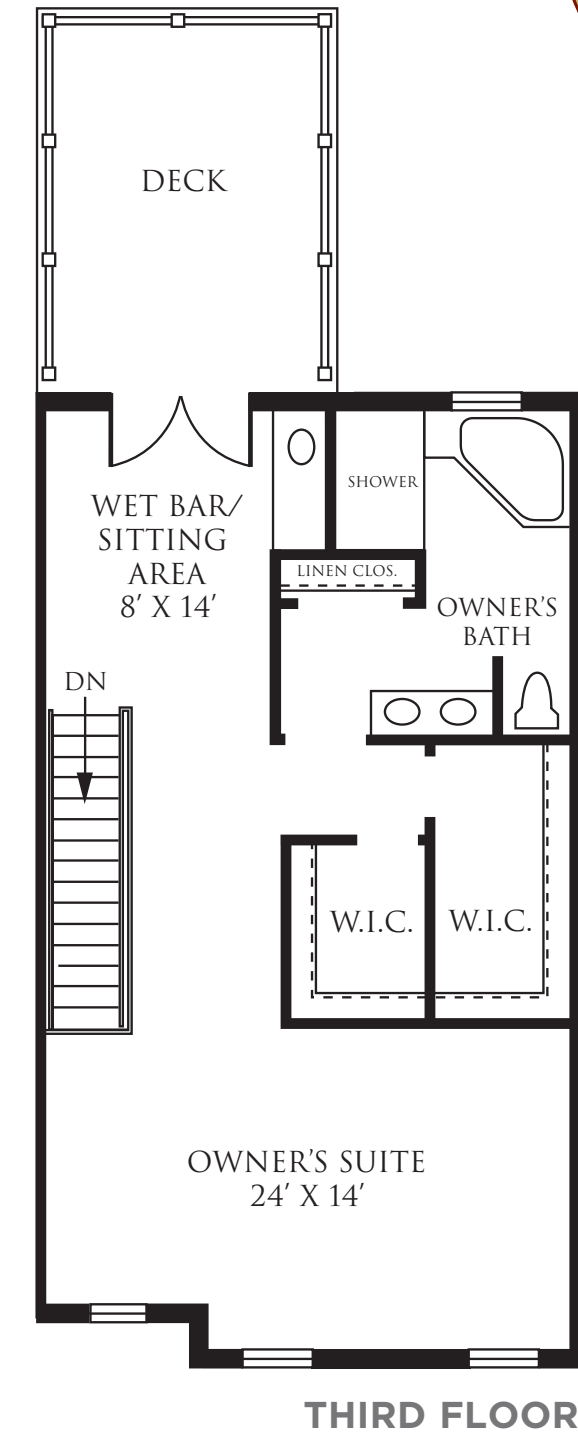 DECK
WET BAR/
SITTING
AREA
8’ X 14’
SHOWER
LINEN CLOS.
OWNER’S
BATH
DN
W.I.C.
W.I.C.
OWNER’S SUITE
24’ X 14’
THIRD FLOOR